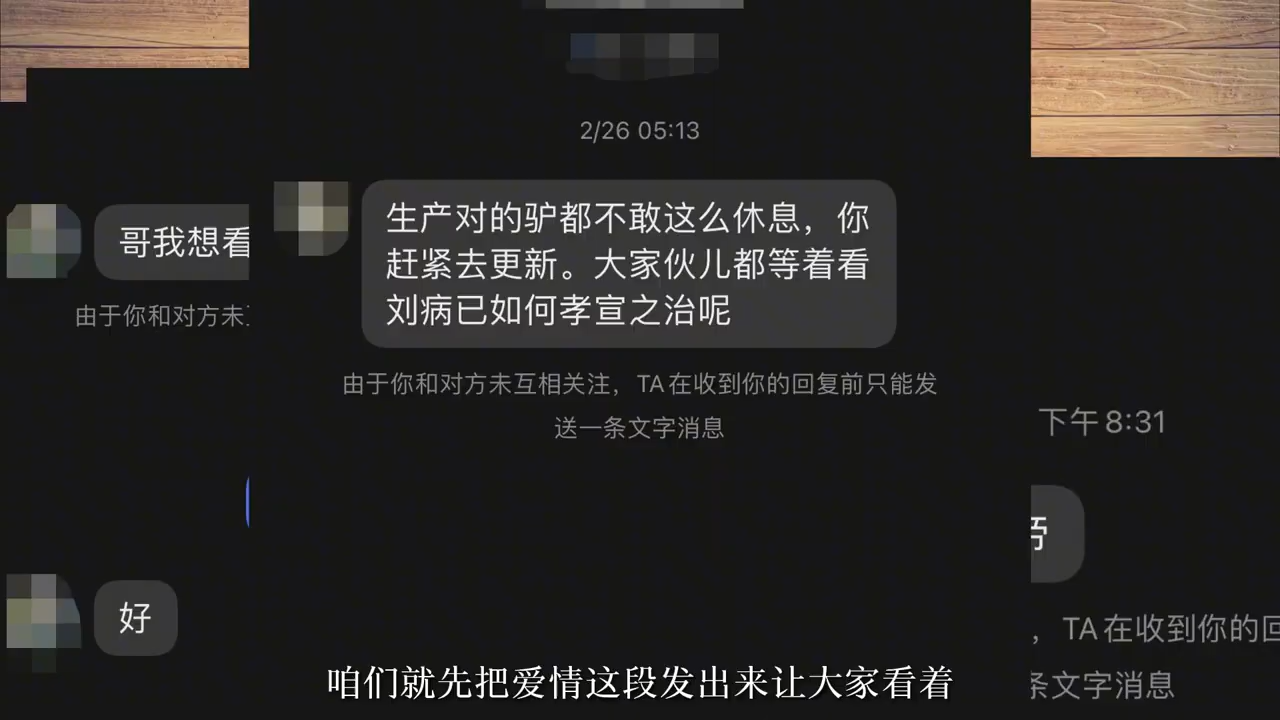 2/26 05:13
生产对的驴都不敢这么休息，你
赶紧去更新。大家伙儿都等着看
刘病已如何孝宣之治呢
由于你和对方未互相关注，TA在收到你的回复前只能发
送一条文字消息
哥我想看
由于你和对方未
好
下午8:31
，TA在收到你的回
条文字消息
咱们就先把爱情这段发出来让大家看着